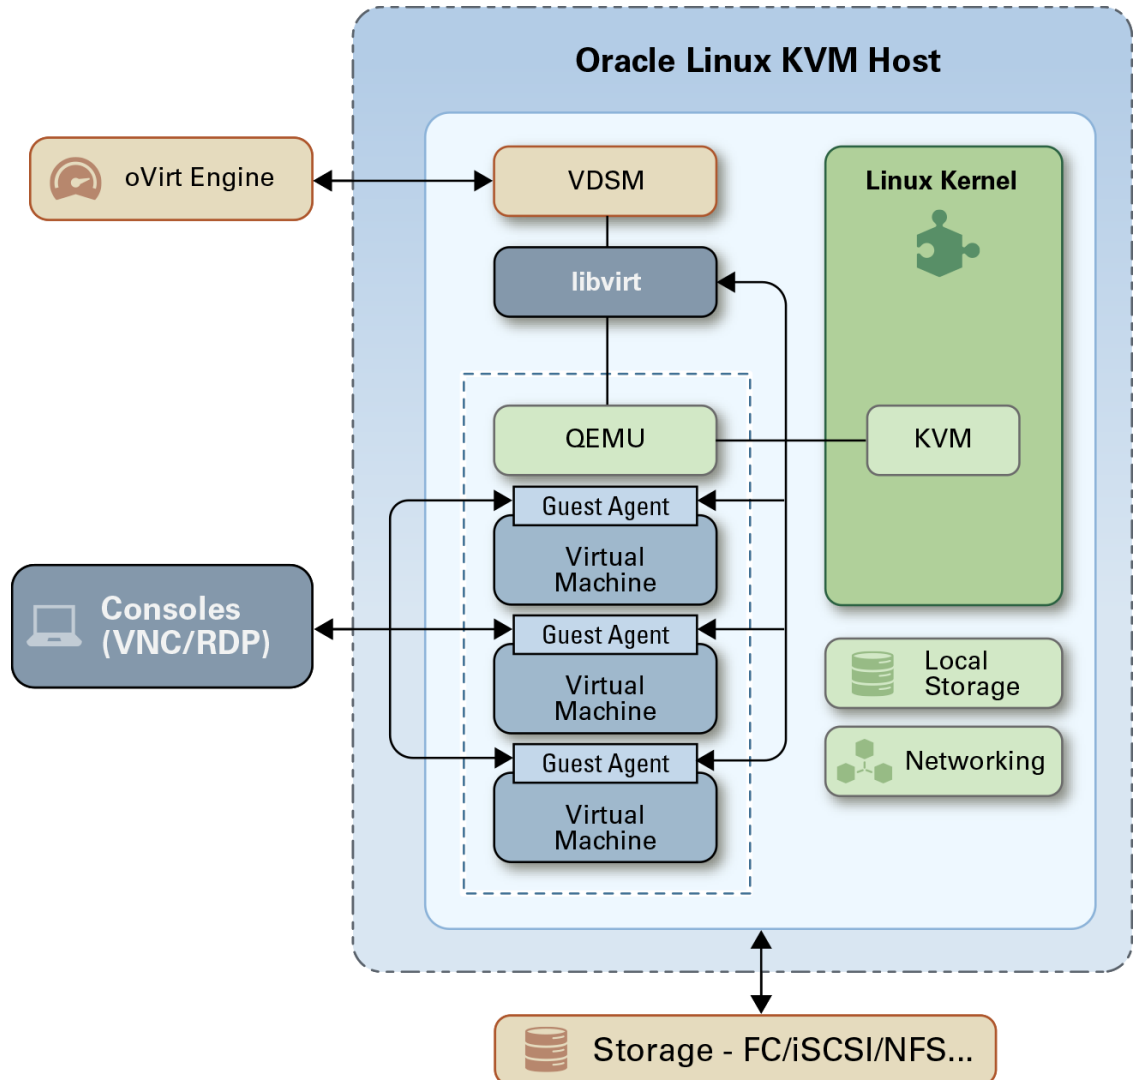 Oracle Linux KVM Host
oVirt Engine
VDSM
Linux Kernel
libvirt
QEMU
KVM
Guest Agent
Virtual
Machine
Consoles
(VNC/RDP)
Guest Agent
Virtual
Machine
Guest Agent
Virtual
Machine
Local
Storage
Networking
Storage - FC/iSCSI/NFS...